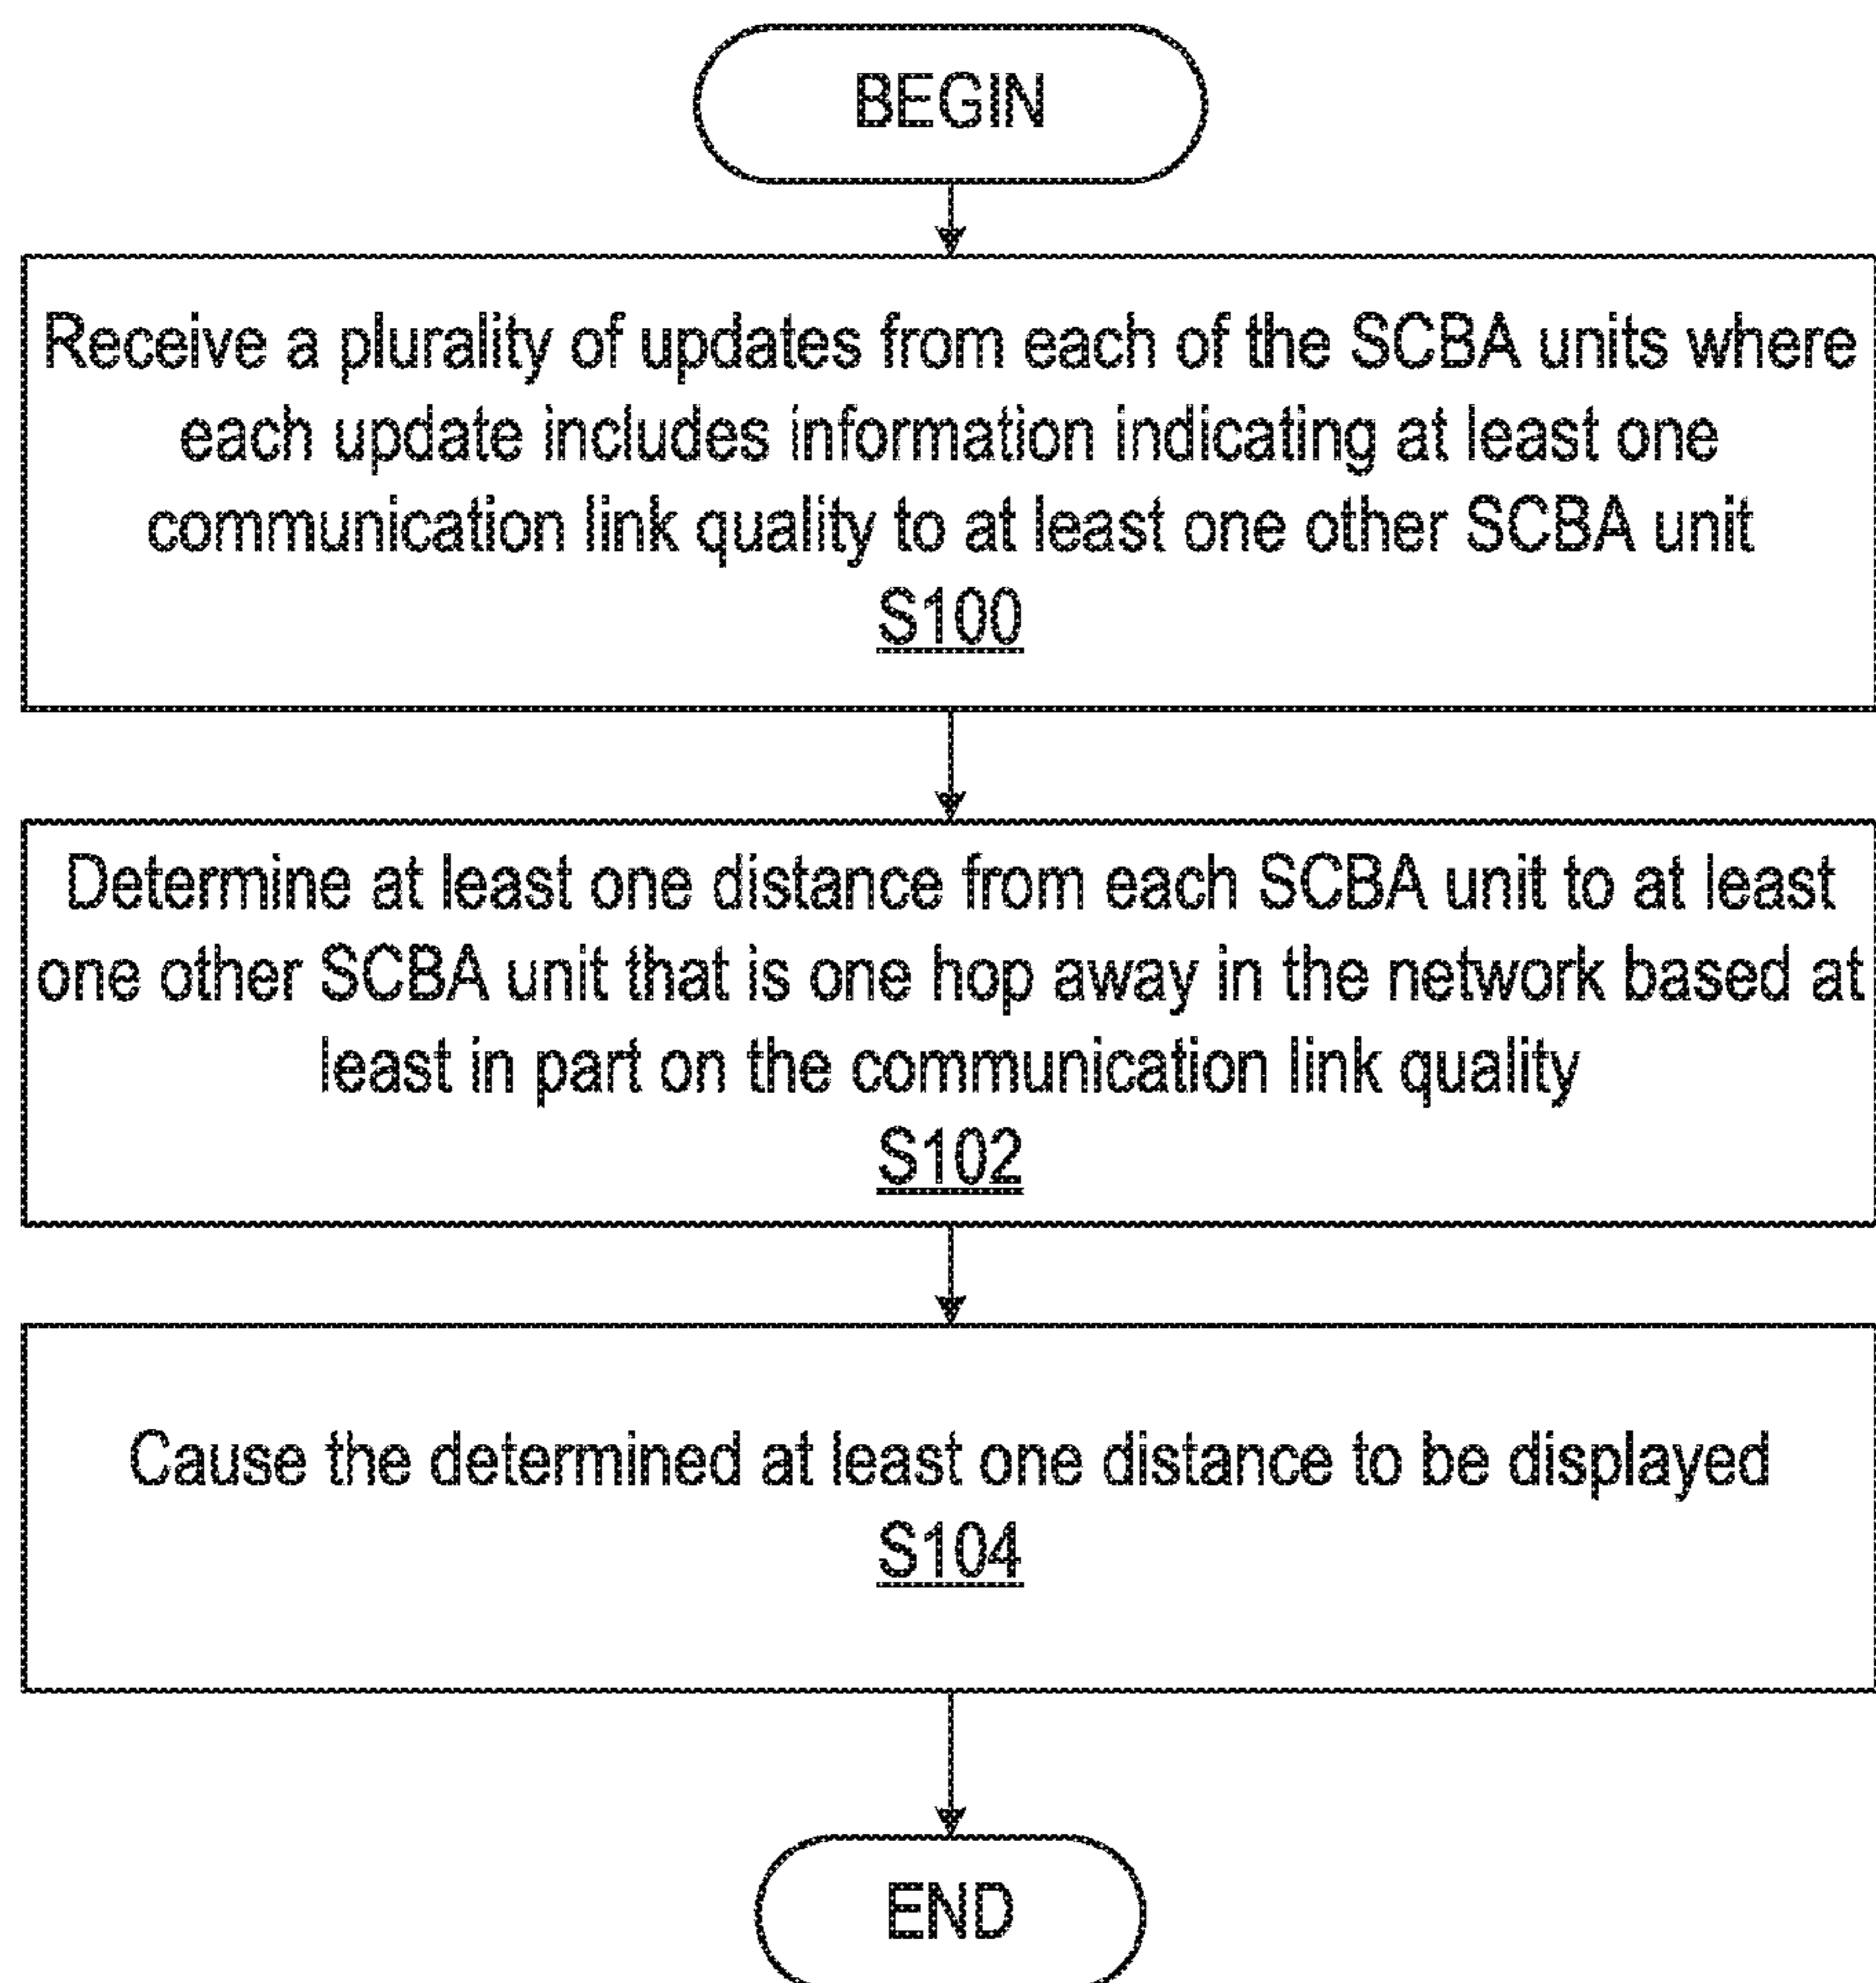 BEGIN
Receive a plurality of updates from each of the SCBA units where
each update includes information indicating at least one
communication link quality to at least one other SCBA unit
S100
Determine at least one distance from each SCBA unit to at least
one other SCBA unit that is one hop away in the network based at
least in part on the communication link quality
S102
Cause the determined at least one distance to be displayed
S104
END